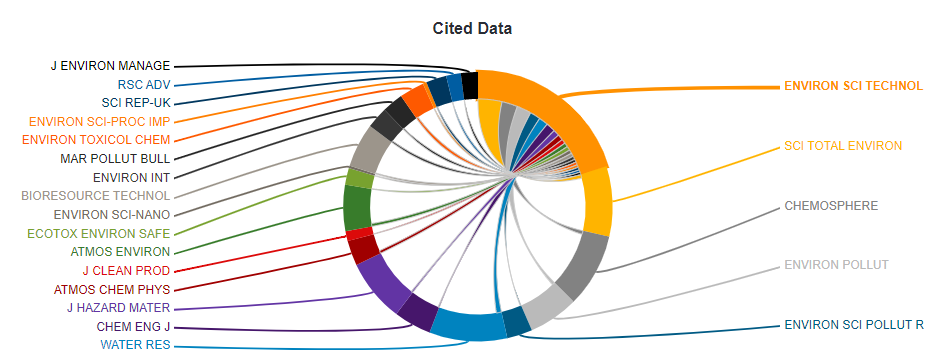 Cited Data
J ENVIRON MANAGE
RSC ADV
SCI REP-UK
ENVIRON SCI-PROC IMP
ENVIRON TOXICOL CHEM
MAR POLLUT BULL
ENVIRON INT
BIORESOURCE TECHNOL
ENVIRON SCI-NANO
ECOTOX ENVIRON SAFE
ATMOS ENVIRON
J CLEAN PROD
ATMOS CHEM PHYS
J HAZARD MATER
CHEM ENG J
WATER RES
ENVIRON SCI TECHNOL
SCI TOTAL ENVIRON
CHEMOSPHERE
ENVIRON POLLUT
ENVIRON SCI POLLUT R